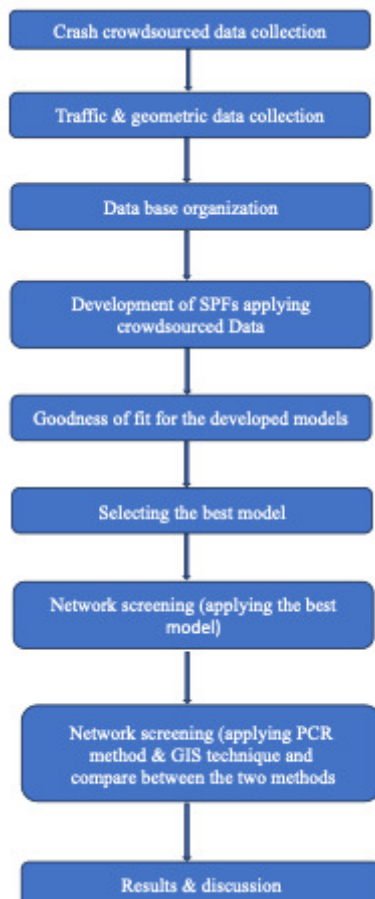 Crash crowdsourced data collection
Traffic & geometric data collection
Data base organization
Development of SPFs applying
crowdsourced Data
Goodness of fit for the developed models
Selecting the best model
Network screening (applying the best
model)
Network screening (applying PCR
method & GIS technique and
compare between the two methods
Results & discussion